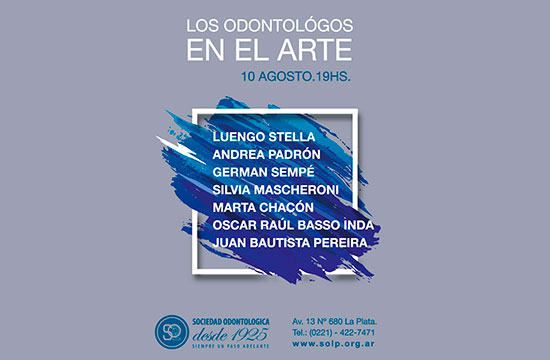 LOS ODONTOLÓGOS
EN EL ARTE
10 AGOSTO.19HS.
LUENGO STELLA
ANDREA PADRÓN
GERMAN SEMPÉ
SILVIA MASCHERONI
MARTA CHACÓN
OSCAR RAÚL BASSO INDA
JUAN BAUTISTA PEREIRA
SOCIEDAD ODONTOLOGICA
desde 1925
SIEMPRE UN PASO ADELANTE
Av. 13 Nº 680 La Plata.
Tel.: (0221) - 422-7471
www.solp.org.ar